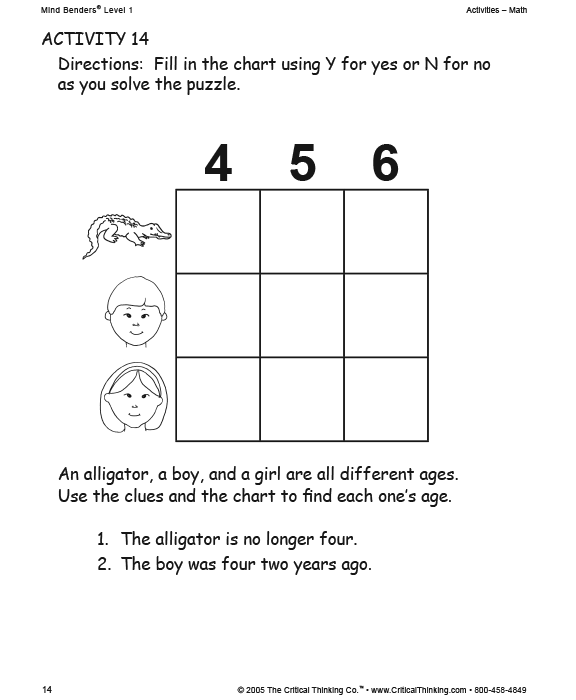 Mind Benders® Level 1 Activities – Math
ACTIVITY 14
Directions: Fill in the chart using Y for yes or N for no
as you solve the puzzle.
4 5 6
An alligator, a boy, and a girl are all different ages.
Use the clues and the chart to find each one's age.
1. The alligator is no longer four.
2. The boy was four two years ago.
14 © 2005 The Critical Thinking Co.™ • www.CriticalThinking.com • 800-458-4849